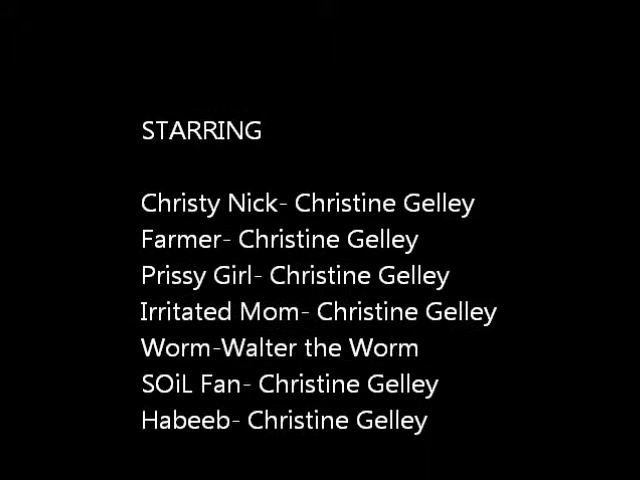 STARRING
Christy Nick- Christine Gelley
Farmer- Christine Gelley
Prissy Girl- Christine Gelley
Irritated Mom- Christine Gelley
Worm-Walter the Worm
SOiL Fan- Christine Gelley
Habeeb- Christine Gelley